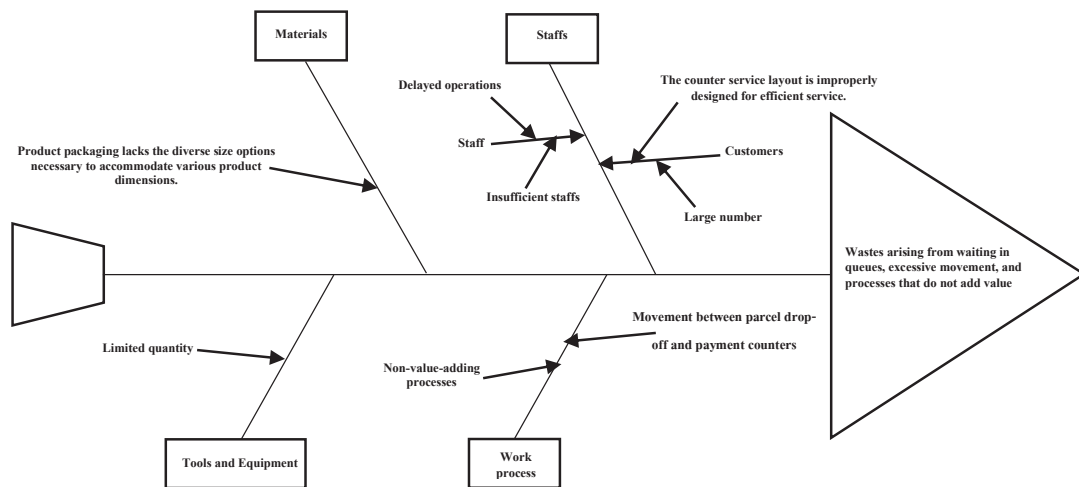 Materials
Staffs
Delayed operations
The counter service layout is improperly
designed for efficient service.
Staff
Customers
Product packaging lacks the diverse size options
necessary to accommodate various product
dimensions.
Insufficient staffs
Large number
Wastes arising from waiting in
queues, excessive movement, and
processes that do not add value
Limited quantity
Movement between parcel drop-
off and payment counters
Non-value-adding
processes
Tools and Equipment
Work
process